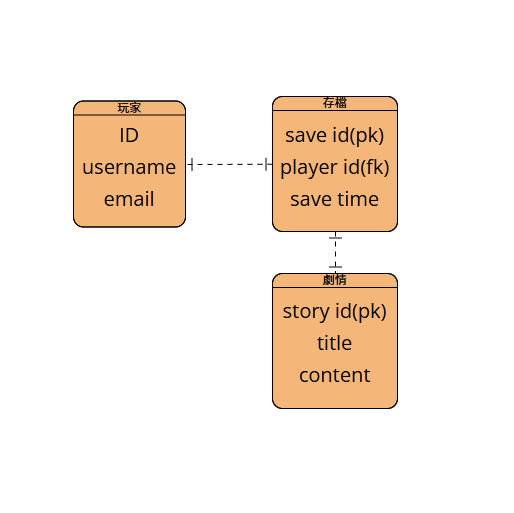 玩家
ID
username
email
存檔
save id(pk)
player id(fk)
save time
劇情
story id(pk)
title
content